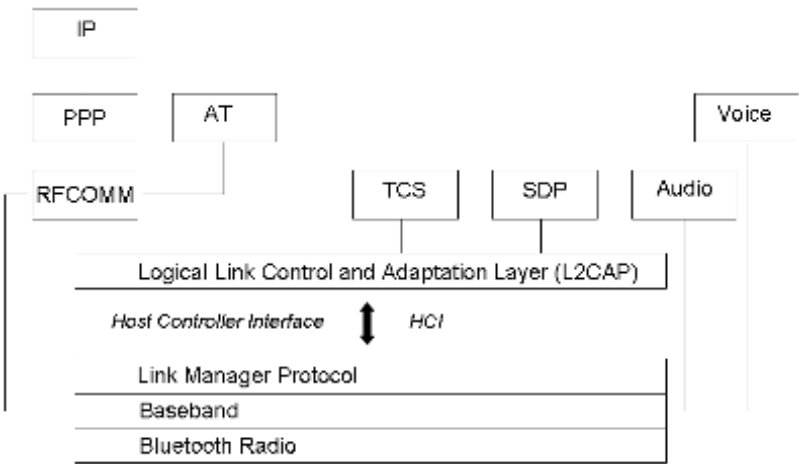 IP
PPP
AT
Voice
RFCOMM
TCS
SDP
Audio
Logical Link Control and Adaptation Layer (L2CAP)
Host Controller Interface
HCI
Link Manager Protocol
Baseband
Bluetooth Radio